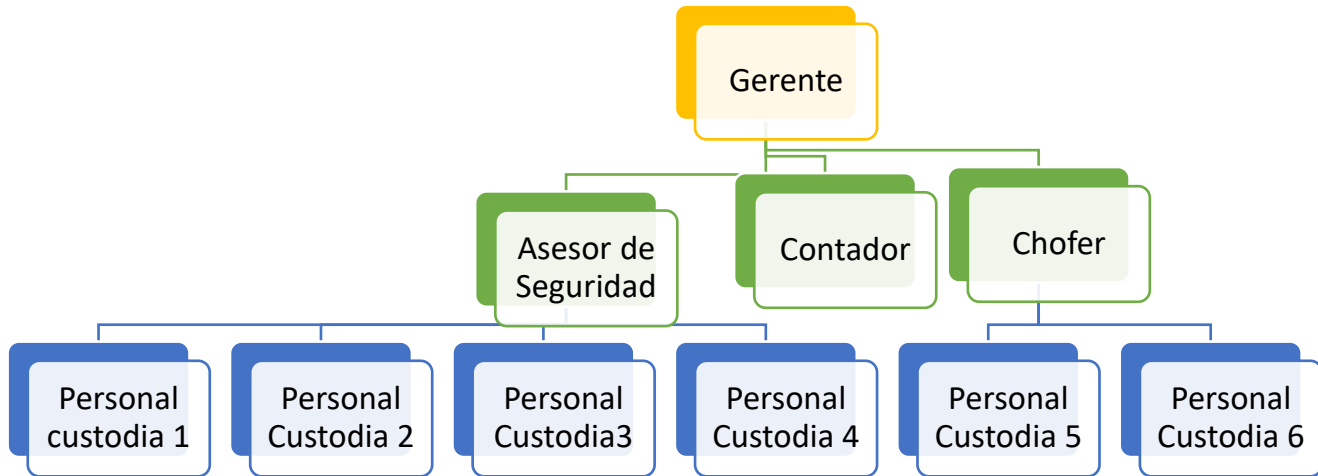 Gerente
Asesor de
Seguridad
Contador
Chofer
Personal
custodia 1
Personal
Custodia 2
Personal
Custodia3
Personal
Custodia 4
Personal
Custodia 5
Personal
Custodia 6